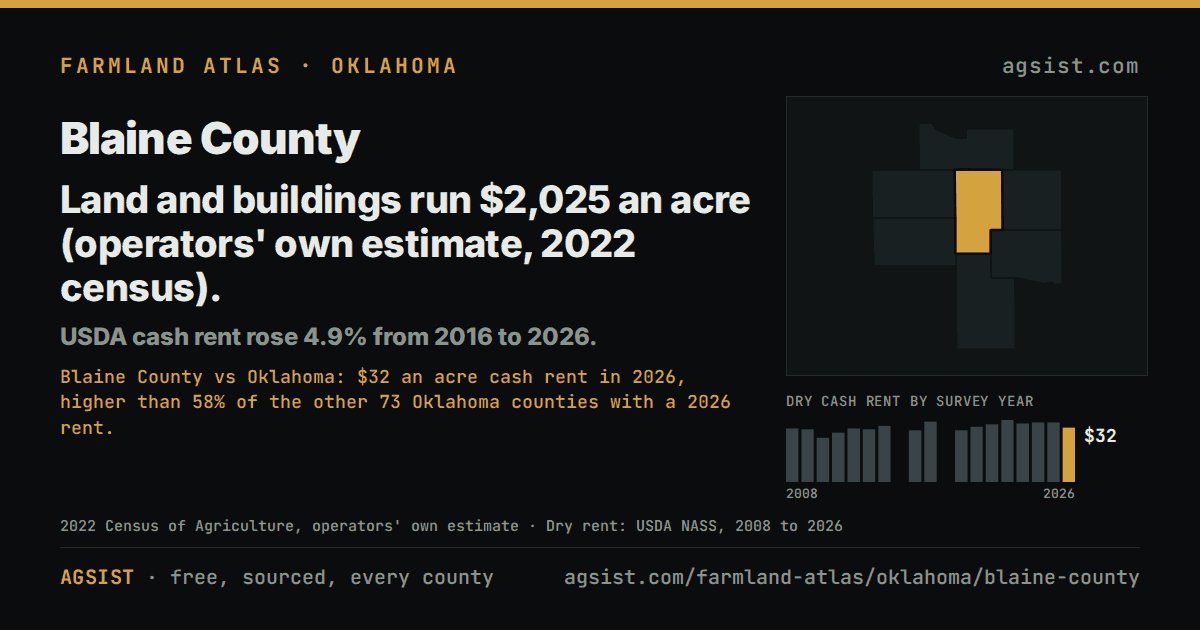 FARMLAND ATLAS · OKLAHOMA
agsist.com
Blaine County
Land and buildings run $2,025 an acre
(operators' own estimate, 2022
census).
USDA cash rent rose 4.9% from 2016 to 2026.
Blaine County vs Oklahoma: $32 an acre cash rent in 2026,
higher than 58% of the other 73 Oklahoma counties with a 2026
rent.
DRY CASH RENT BY SURVEY YEAR
$32
2008
2026
2022 Census of Agriculture, operators' own estimate · Dry rent: USDA NASS, 2008 to 2026
AGSIST · free, sourced, every county
agsist.com/farmland-atlas/oklahoma/blaine-county